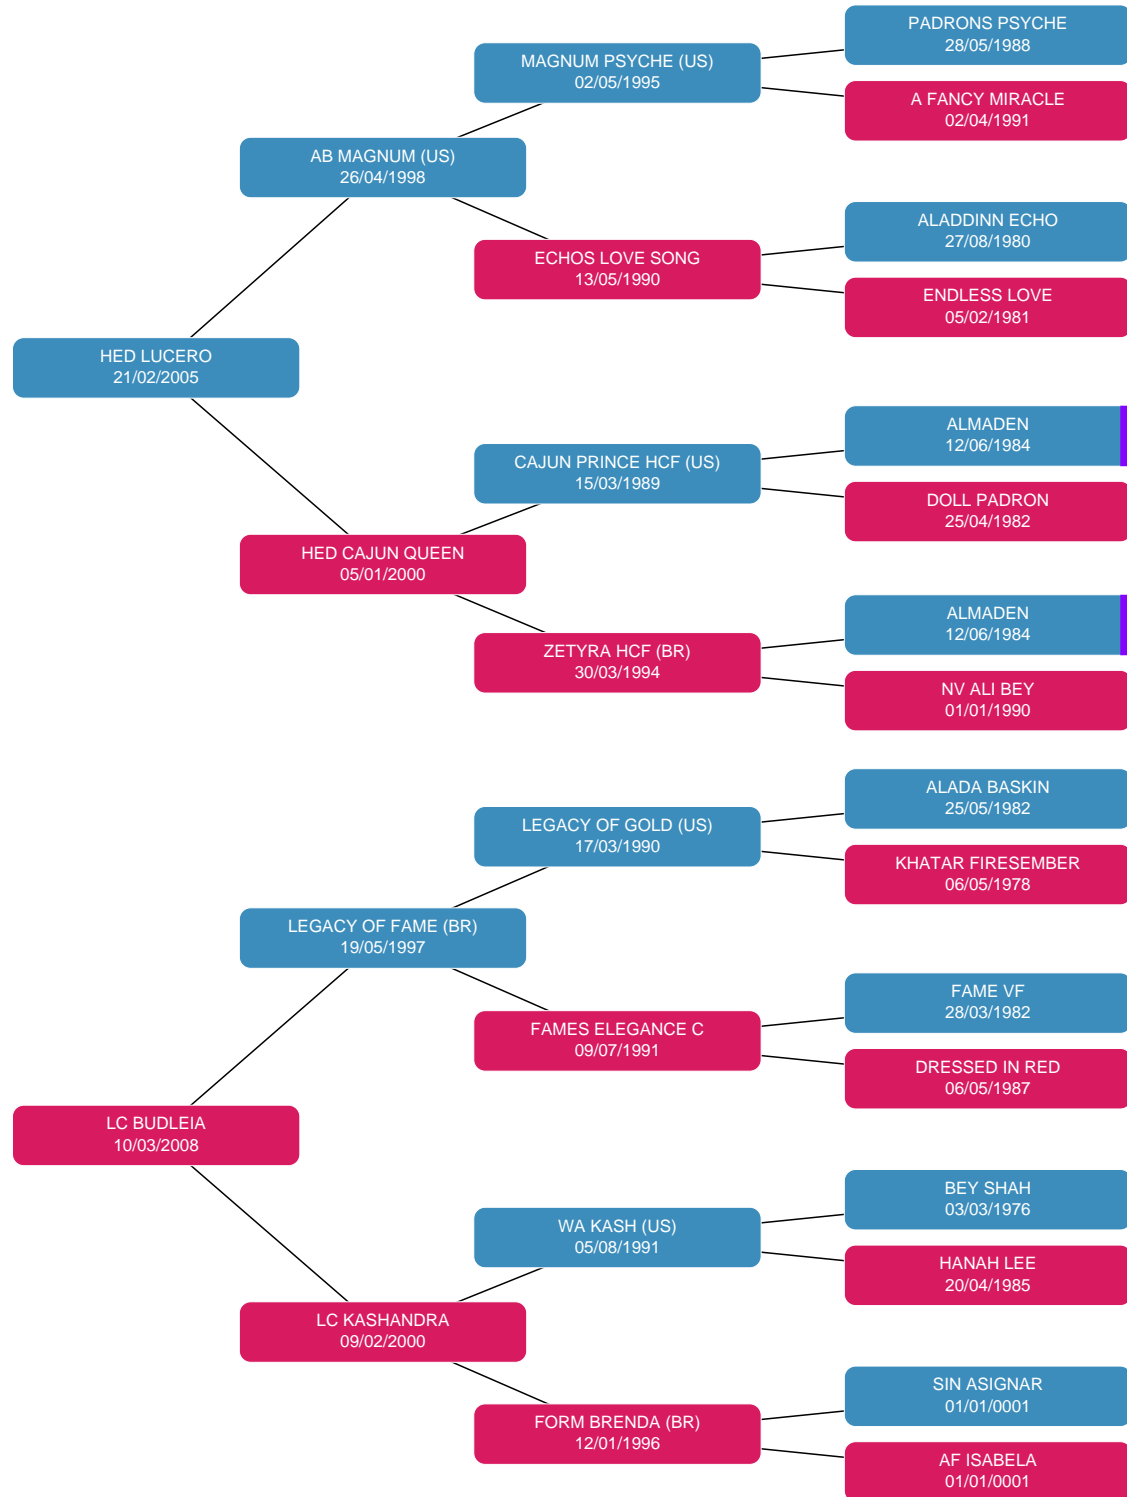 PADRONS PSYCHE
28/05/1988
MAGNUM PSYCHE (US)
02/05/1995
A FANCY MIRACLE
02/04/1991
AB MAGNUM (US)
26/04/1998
ALADDINN ECHO
27/08/1980
ECHOS LOVE SONG
13/05/1990
ENDLESS LOVE
05/02/1981
HED LUCERO
21/02/2005
ALMADEN
12/06/1984
CAJUN PRINCE HCF (US)
15/03/1989
DOLL PADRON
25/04/1982
HED CAJUN QUEEN
05/01/2000
ALMADEN
12/06/1984
ZETYRA HCF (BR)
30/03/1994
NV ALI BEY
01/01/1990
ALADA BASKIN
25/05/1982
LEGACY OF GOLD (US)
17/03/1990
KHATAR FIRESEMBER
06/05/1978
LEGACY OF FAME (BR)
19/05/1997
FAME VF
28/03/1982
FAMES ELEGANCE C
09/07/1991
DRESSED IN RED
06/05/1987
LC BUDLEIA
10/03/2008
BEY SHAH
03/03/1976
WA KASH (US)
05/08/1991
HANAH LEE
20/04/1985
LC KASHANDRA
09/02/2000
SIN ASIGNAR
01/01/0001
FORM BRENDA (BR)
12/01/1996
AF ISABELA
01/01/0001